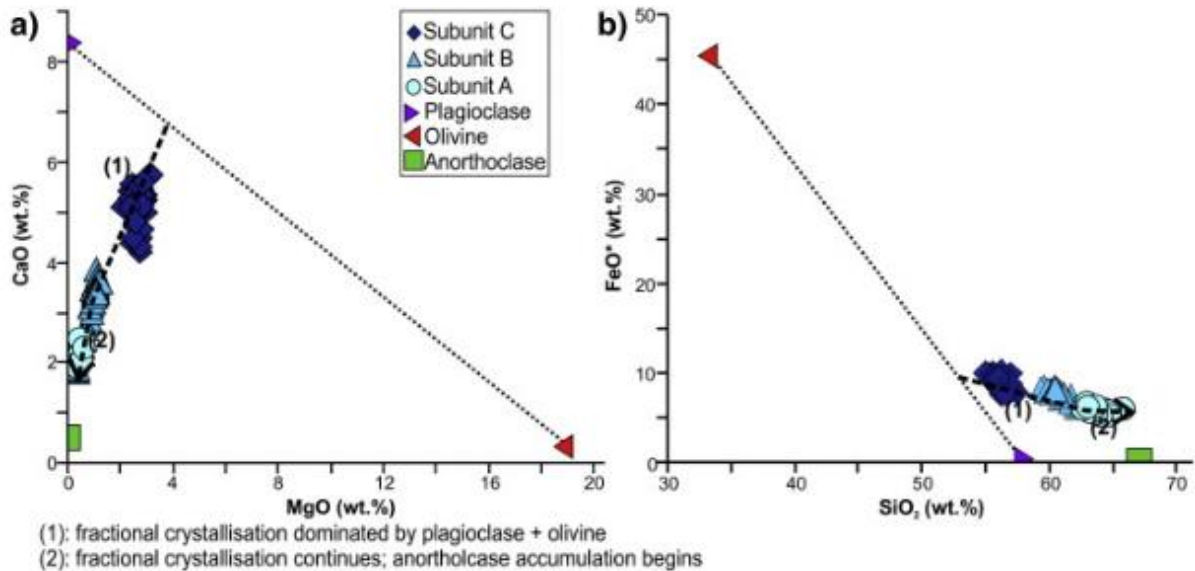 a)
8
6
4
2
0
CaO (wt.%)
0
4
8
12
16
20
MgO (wt.%)
(1)
(2)
Subunit C
Subunit B
Subunit A
Plagioclase
Olivine
Anorthoclase
b)
50
40
30
20
10
0
FeO* (wt.%)
30
40
50
60
70
SiO₂ (wt.%)
(1)
(2)
(1): fractional crystallisation dominated by plagioclase + olivine
(2): fractional crystallisation continues; anortholcase accumulation begins